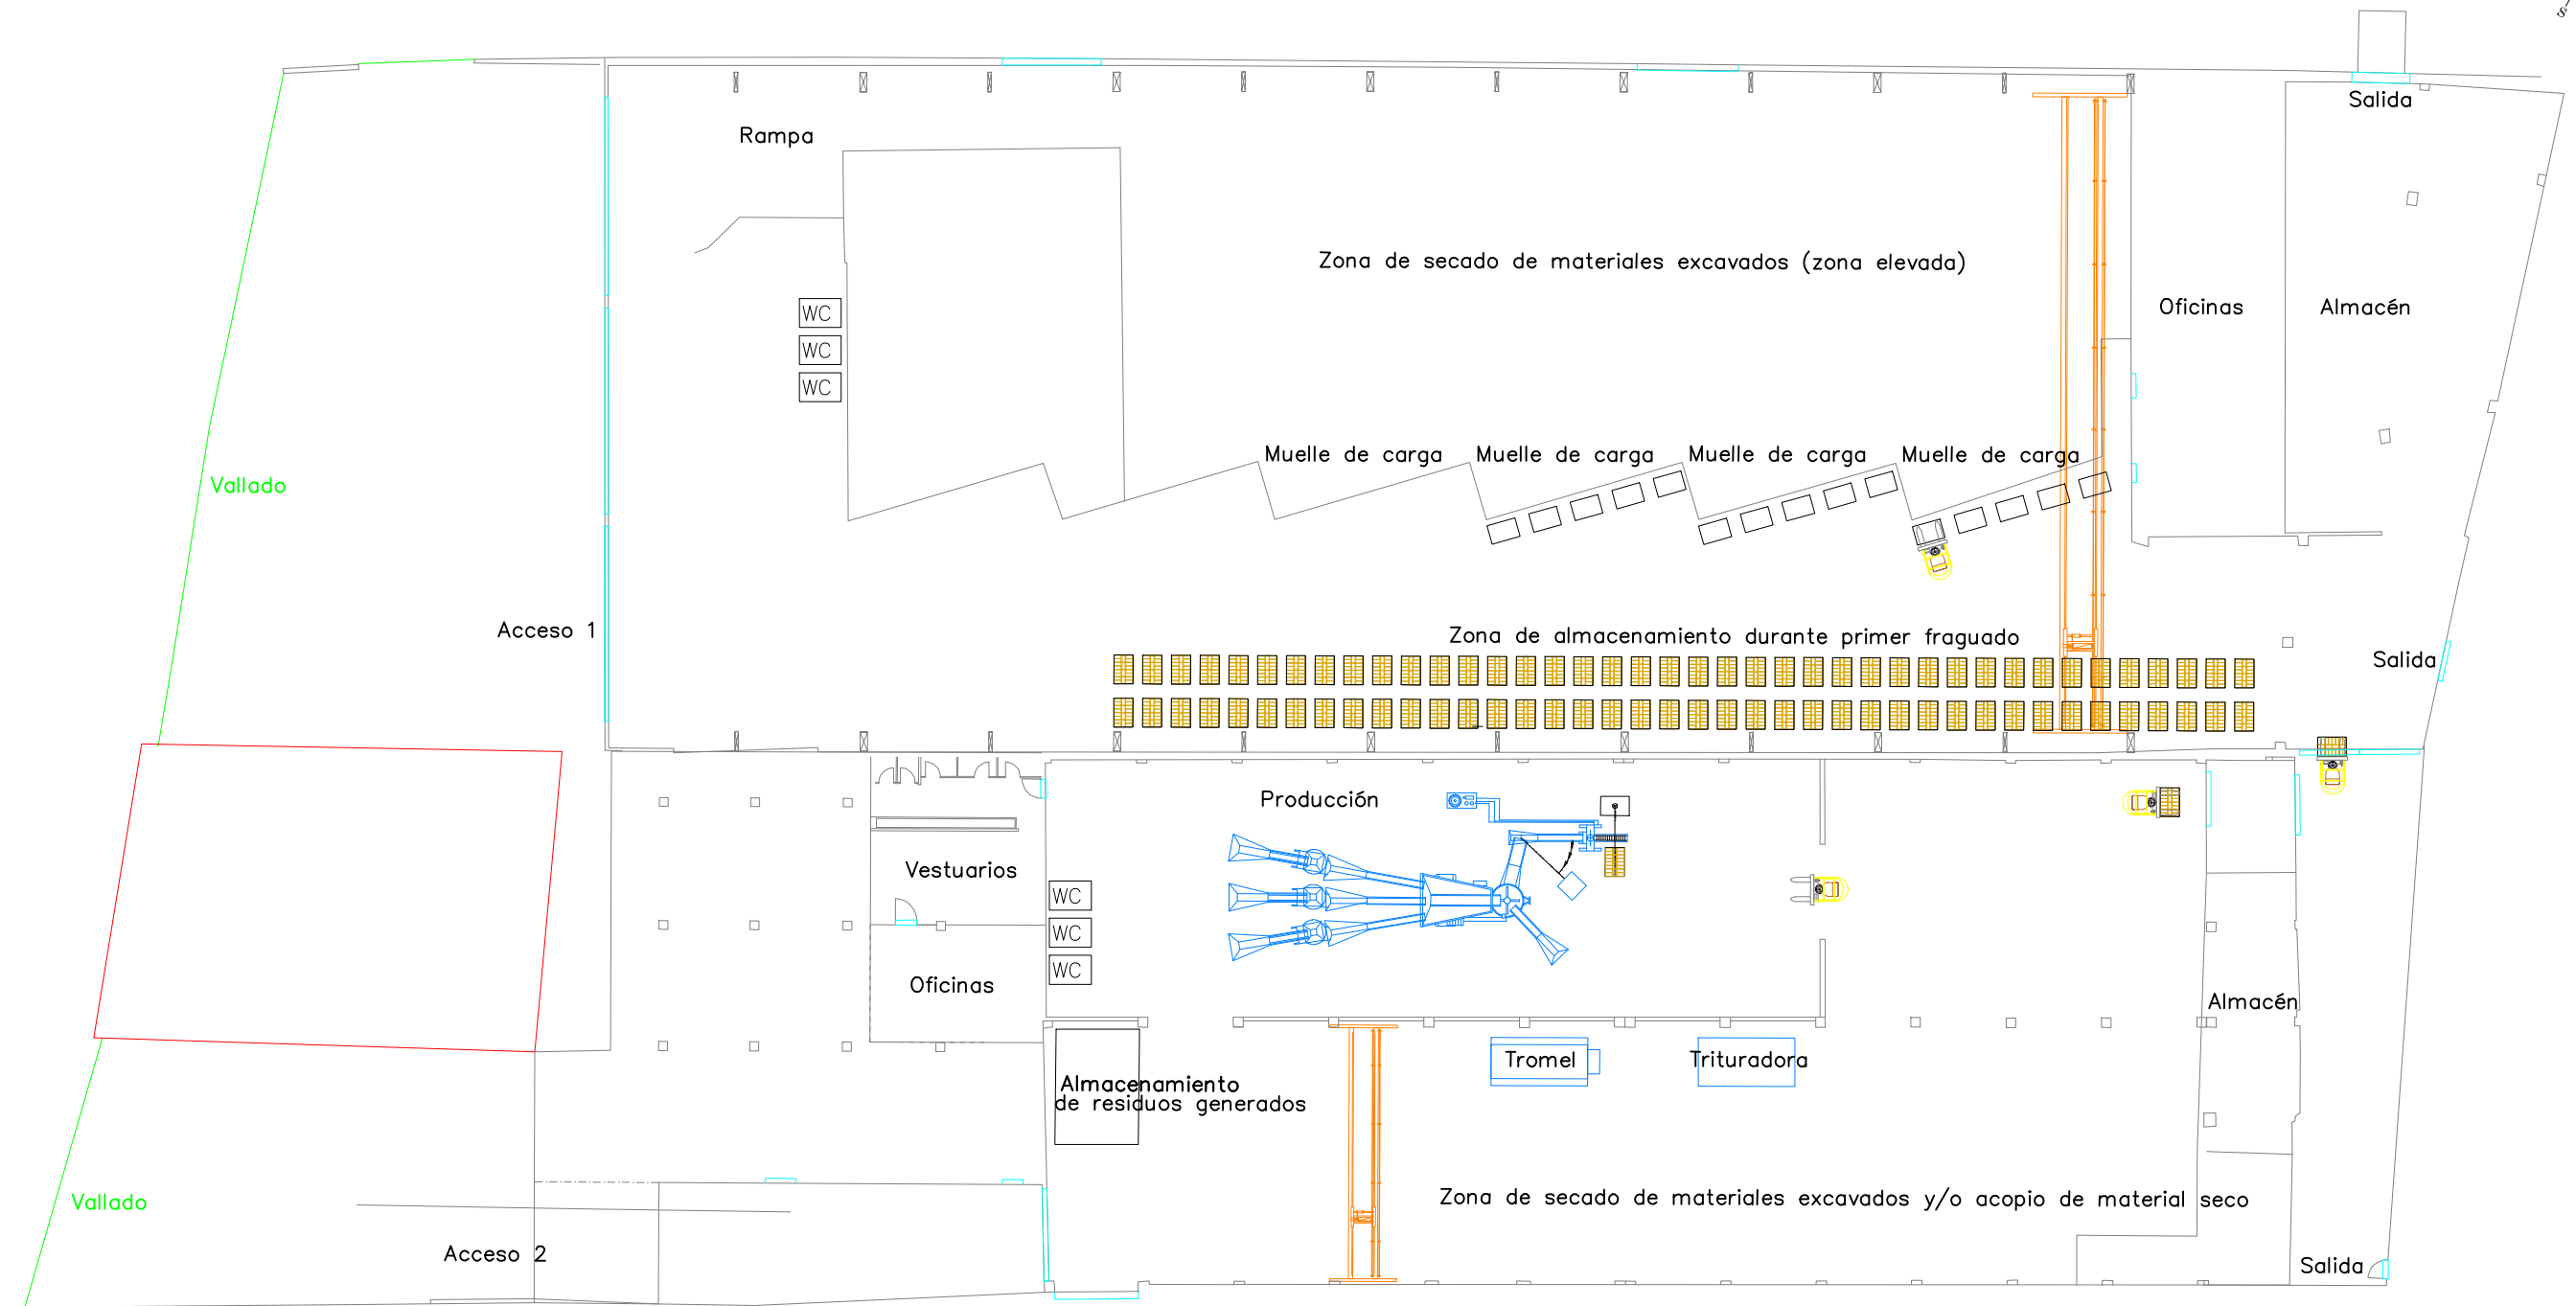 s
Salida
Rampa
Zona de secado de materiales excavados (zona elevada)
Oficinas
Almacén
WC
WC
WC
Muelle de carga
Muelle de carga
Muelle de carga
Muelle de carga
Vallado
Acceso 1
Zona de almacenamiento durante primer fraguado
Salida
Producción
Vestuarios
WC
WC
WC
Oficinas
Almacén
Tromel
Trituradora
Almacenamiento
de residuos generados
Vallado
Zona de secado de materiales excavados y/o acopio de material seco
Acceso 2
Salida